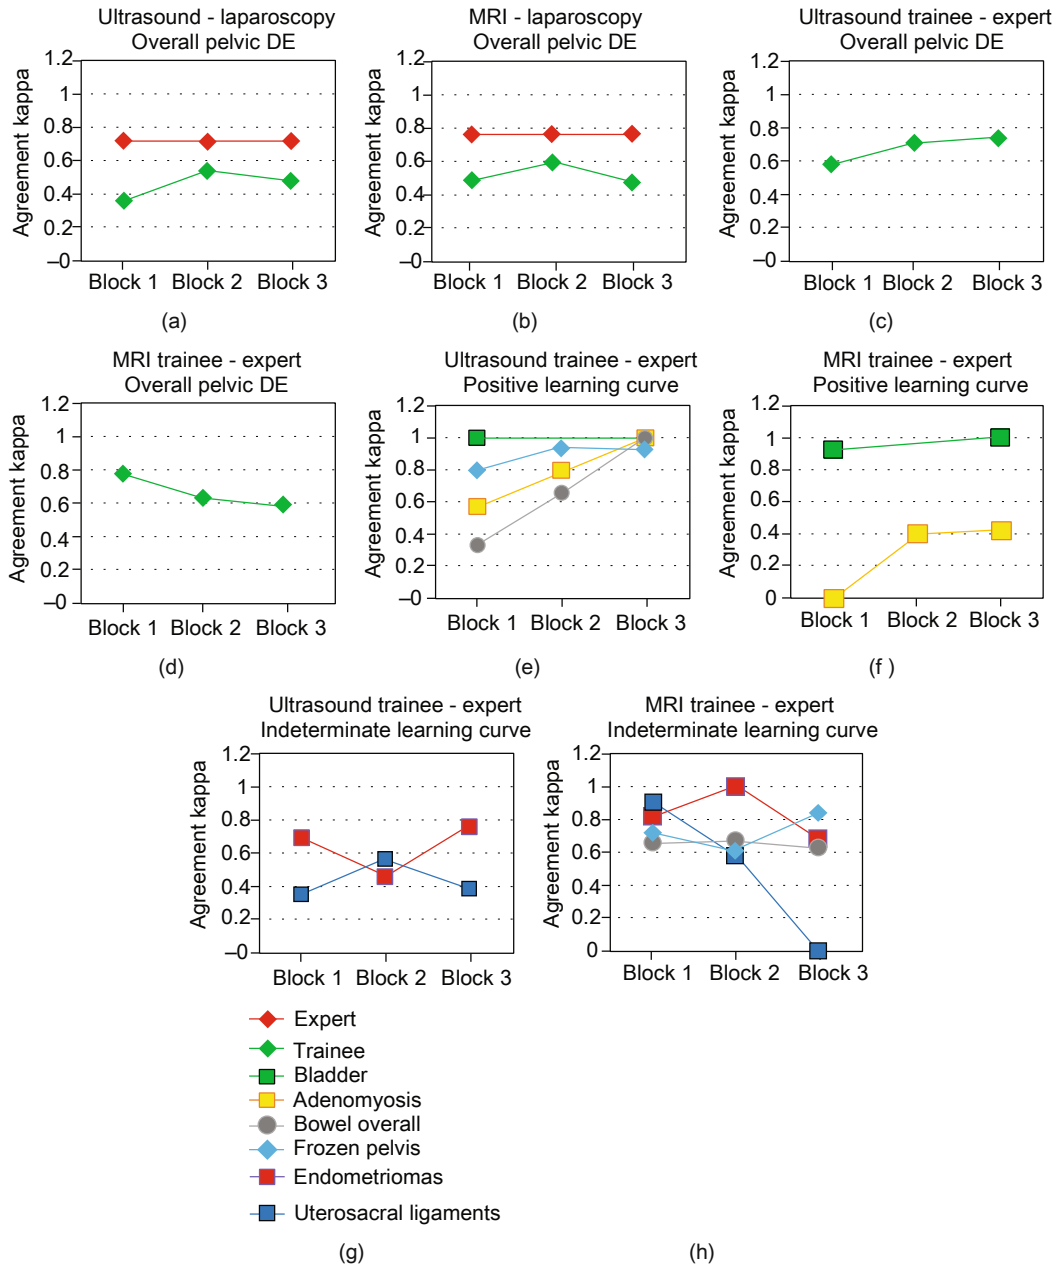 Ultrasound - laparoscopy
Overall pelvic DE
Agreement kappa
1.2
1
0.8
0.6
0.4
0.2
–0
Block 1 Block 2 Block 3
(a)
MRI - laparoscopy
Overall pelvic DE
Agreement kappa
1.2
1
0.8
0.6
0.4
0.2
–0
Block 1 Block 2 Block 3
(b)
Ultrasound trainee - expert
Overall pelvic DE
Agreement kappa
1.2
1
0.8
0.6
0.4
0.2
–0
Block 1 Block 2 Block 3
(c)
MRI trainee - expert
Overall pelvic DE
Agreement kappa
1.2
1
0.8
0.6
0.4
0.2
–0
Block 1 Block 2 Block 3
(d)
Ultrasound trainee - expert
Positive learning curve
Agreement kappa
1.2
1
0.8
0.6
0.4
0.2
–0
Block 1 Block 2 Block 3
(e)
MRI trainee - expert
Positive learning curve
Agreement kappa
1.2
1
0.8
0.6
0.4
0.2
0
Block 1 Block 2 Block 3
(f )
Ultrasound trainee - expert
Indeterminate learning curve
Agreement kappa
1.2
1
0.8
0.6
0.4
0.2
–0
Block 1 Block 2 Block 3
MRI trainee - expert
Indeterminate learning curve
Agreement kappa
1.2
1
0.8
0.6
0.4
0.2
0
Block 1 Block 2 Block 3
Expert
Trainee
Bladder
Adenomyosis
Bowel overall
Frozen pelvis
Endometriomas
Uterosacral ligaments
(g)
(h)